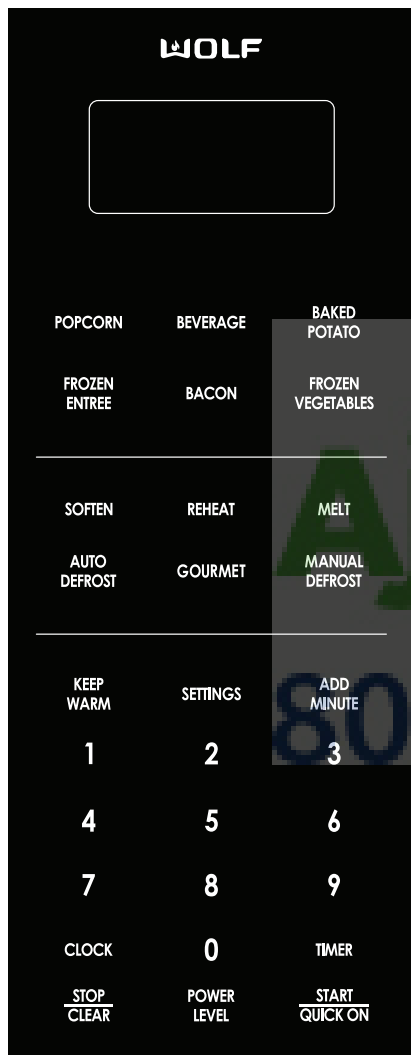 WOLF
POPCORN BEVERAGE BAKED POTATO
FROZEN ENTREE BACON FROZEN VEGETABLES
SOFTEN REHEAT MELT
AUTO DEFROST GOURMET MANUAL DEFROST
KEEP WARM SETTINGS ADD MINUTE
1 2 3
4 5 6
7 8 9
CLOCK 0 TIMER
STOP CLEAR POWER LEVEL START QUICK ON
A
80